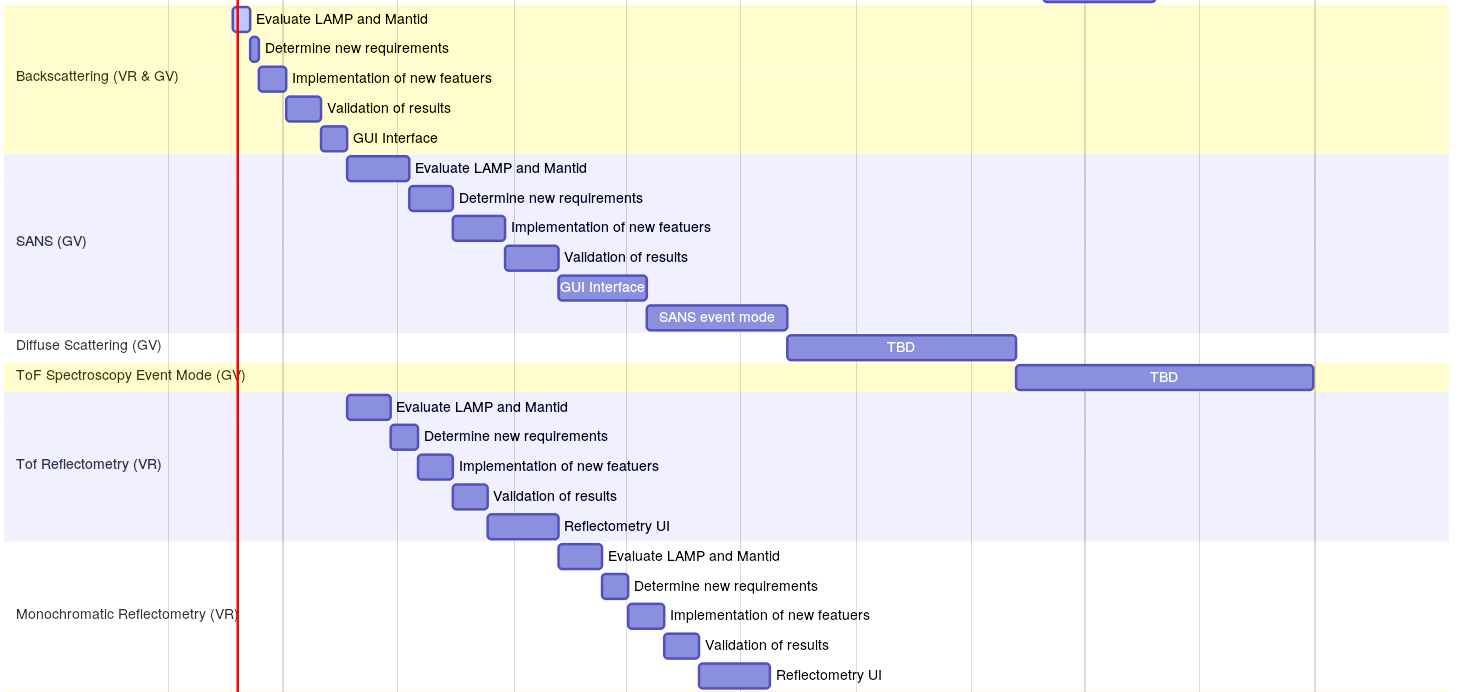 Evaluate LAMP and Mantid
Determine new requirements
Backscattering (VR & GV)
Implementation of new featuers
Validation of results
GUI Interface
Evaluate LAMP and Mantid
Determine new requirements
Implementation of new featuers
SANS (GV)
Validation of results
GUI Interface
SANS event mode
Diffuse Scattering (GV)
TBD
ToF Spectroscopy Event Mode (GV)
TBD
Evaluate LAMP and Mantid
Determine new requirements
Tof Reflectometry (VR)
Implementation of new featuers
Validation of results
Reflectometry UI
Evaluate LAMP and Mantid
Determine new requirements
Monochromatic Reflectometry (VR)
Implementation of new featuers
Validation of results
Reflectometry UI